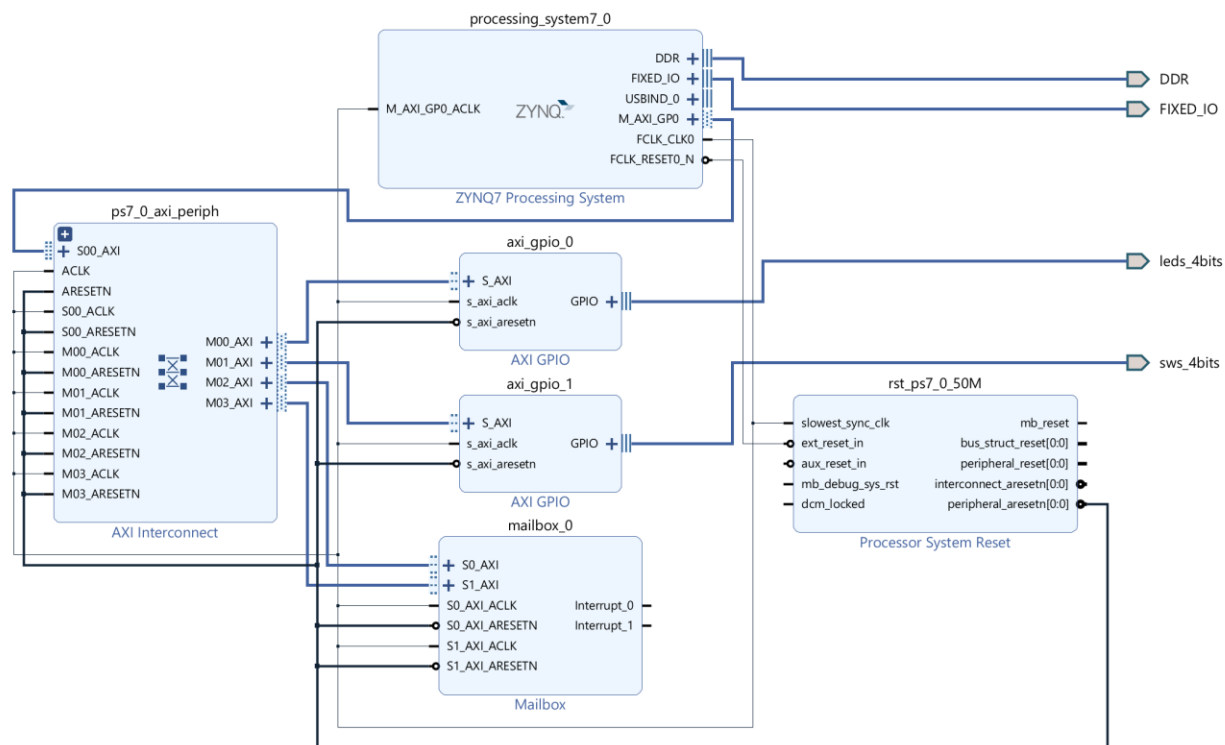 processing_system7_0
DDR
FIXED_IO
USBIND_0
M_AXI_GP0_ACLK
ZYNQ
M_AXI_GP0
FCLK_CLK0
FCLK_RESET0_N
ZYNQ7 Processing System
DDR
FIXED_IO
ps7_0_axi_periph
S00_AXI
ACLK
ARESETN
S00_ACLK
S00_ARESETN
M00_ACLK
M00_ARESETN
M01_ACLK
M01_ARESETN
M02_ACLK
M02_ARESETN
M03_ACLK
M03_ARESETN
M00_AXI
M01_AXI
M02_AXI
M03_AXI
AXI Interconnect
axi_gpio_0
S_AXI
s_axi_aclk
s_axi_aresetn
GPIO
AXI GPIO
leds_4bits
axi_gpio_1
S_AXI
s_axi_aclk
s_axi_aresetn
GPIO
AXI GPIO
sws_4bits
rst_ps7_0_50M
slowest_sync_clk
ext_reset_in
aux_reset_in
mb_debug_sys_rst
dcm_locked
mb_reset
bus_struct_reset[0:0]
peripheral_reset[0:0]
interconnect_aresetn[0:0]
peripheral_aresetn[0:0]
Processor System Reset
mailbox_0
S0_AXI
S1_AXI
S0_AXI_ACLK
S0_AXI_ARESETN
S1_AXI_ACLK
S1_AXI_ARESETN
Interrupt_0
Interrupt_1
Mailbox